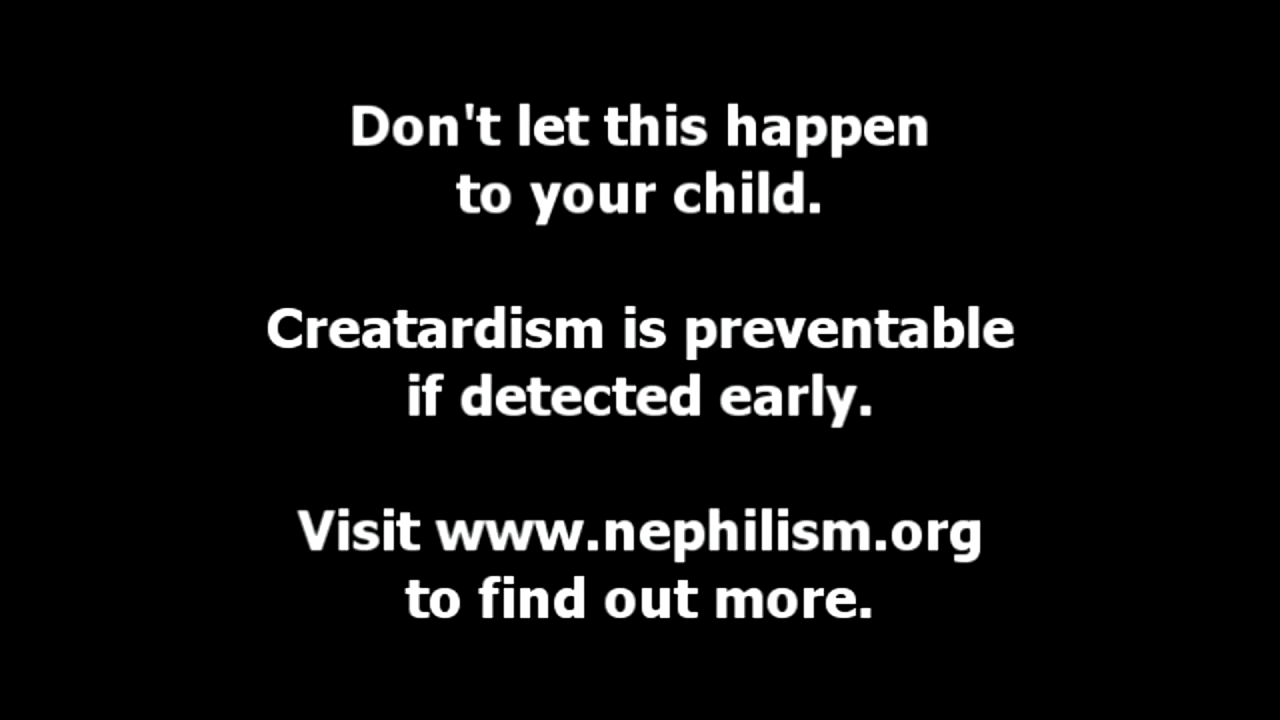 Don't let this happen
to your child.
Creatardism is preventable
if detected early.
Visit www.nephilism.org
to find out more.